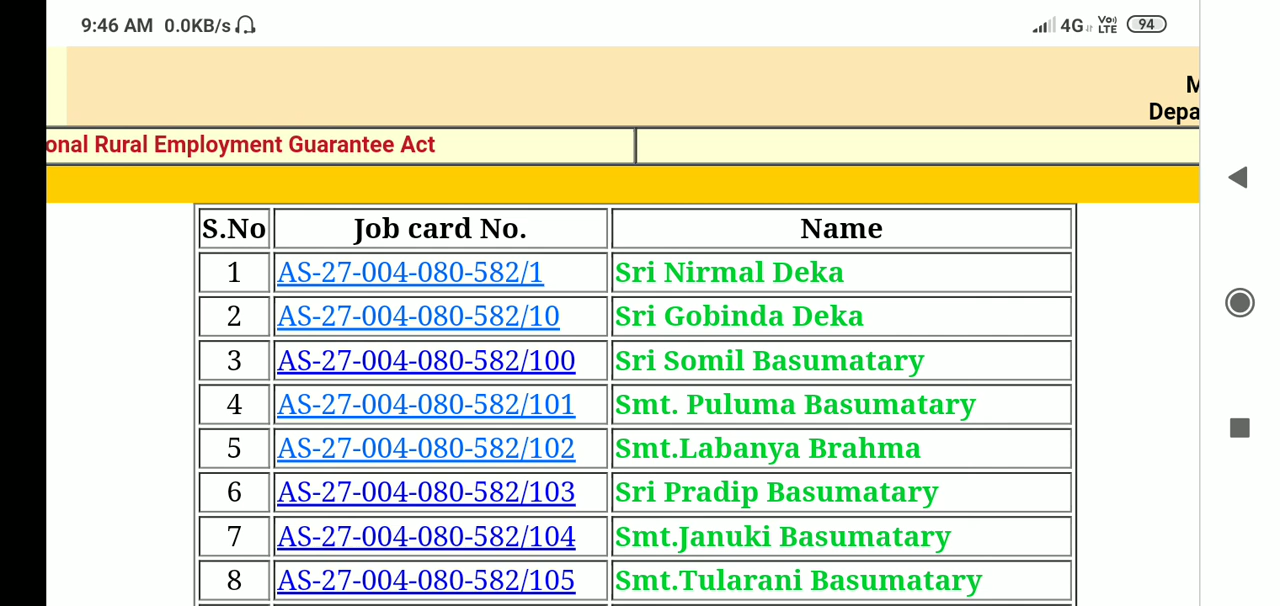 9:46 AM 0.0KB/s 4G Vo) LTE 94
Depa
onal Rural Employment Guarantee Act
S.No Job card No. Name
1 AS-27-004-080-582/1 Sri Nirmal Deka
2 AS-27-004-080-582/10 Sri Gobinda Deka
3 AS-27-004-080-582/100 Sri Somil Basumatary
4 AS-27-004-080-582/101 Smt. Puluma Basumatary
5 AS-27-004-080-582/102 Smt.Labanya Brahma
6 AS-27-004-080-582/103 Sri Pradip Basumatary
7 AS-27-004-080-582/104 Smt.Januki Basumatary
8 AS-27-004-080-582/105 Smt.Tularani Basumatary